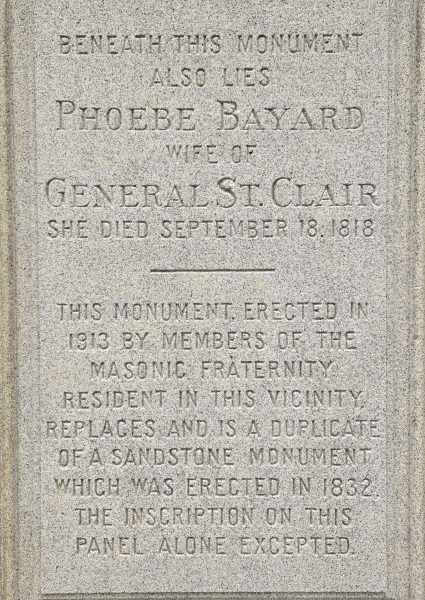 BENEATH THIS MONUMENT
ALSO LIES
PHOEBE BAYARD
WIFE OF
GENERAL ST. CLAIR
SHE DIED SEPTEMBER 18, 1818
THIS MONUMENT, ERECTED IN
1913 BY MEMBERS OF THE
MASONIC FRATERNITY
RESIDENT IN THIS VICINITY,
REPLACES AND IS A DUPLICATE
OF A SANDSTONE MONUMENT
WHICH WAS ERECTED IN 1832,
THE INSCRIPTION ON THIS
PANEL ALONE EXCEPTED.